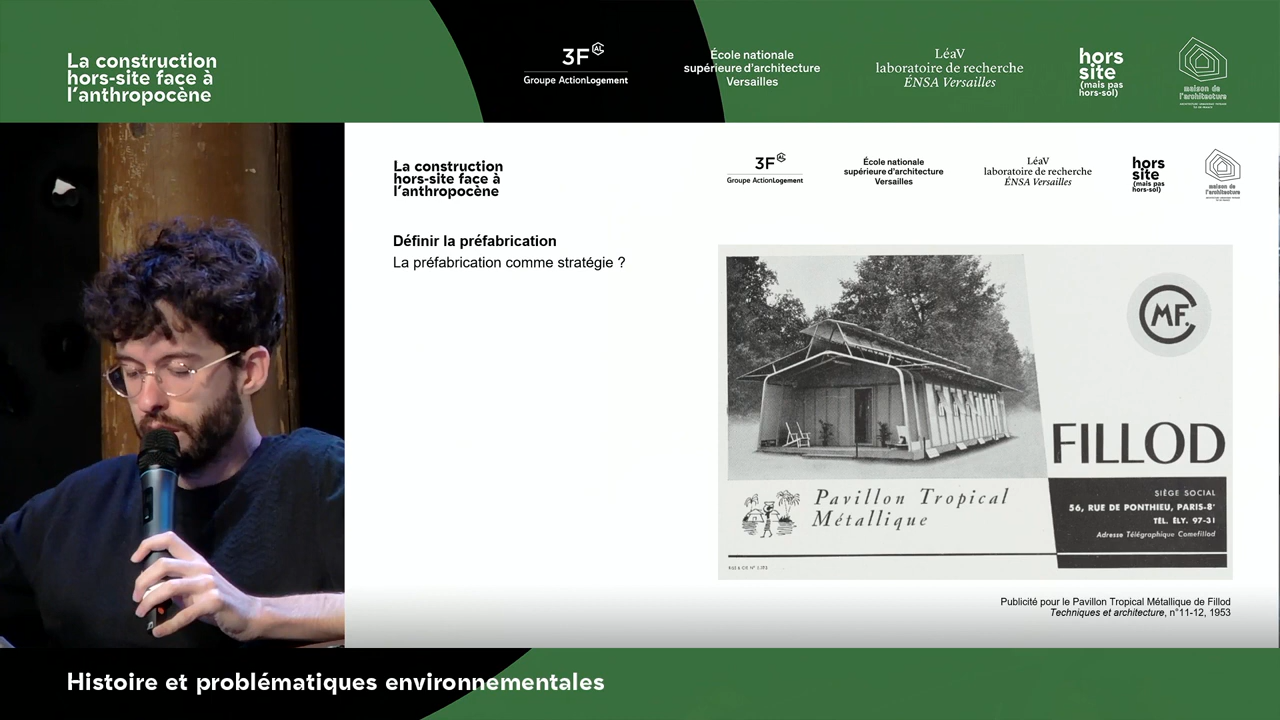 La construction
hors-site face à
l'anthropocène
3F AL
Groupe ActionLogement
École nationale
supérieure d'architecture
Versailles
LéaV
laboratoire de recherche
ÉNSA Versailles
hors
site
(mais pas
hors-sol)
maison de
l'architecture
La construction
hors-site face à
l'anthropocène
3F AL
Groupe ActionLogement
École nationale
supérieure d'architecture
Versailles
LéaV
laboratoire de recherche
ÉNSA Versailles
hors
site
(mais pas
hors-sol)
maison de
l'architecture
Définir la préfabrication
La préfabrication comme stratégie ?
CMF.
FILLOD
Pavillon Tropical
Métallique
SIÈGE SOCIAL
56, RUE DE PONTHIEU, PARIS-8ᵉ
TÉL. ÉLY. 97-31
Adresse Télégraphique Comefillod
Publicité pour le Pavillon Tropical Métallique de Fillod
Techniques et architecture, n°11-12, 1953
Histoire et problématiques environnementales